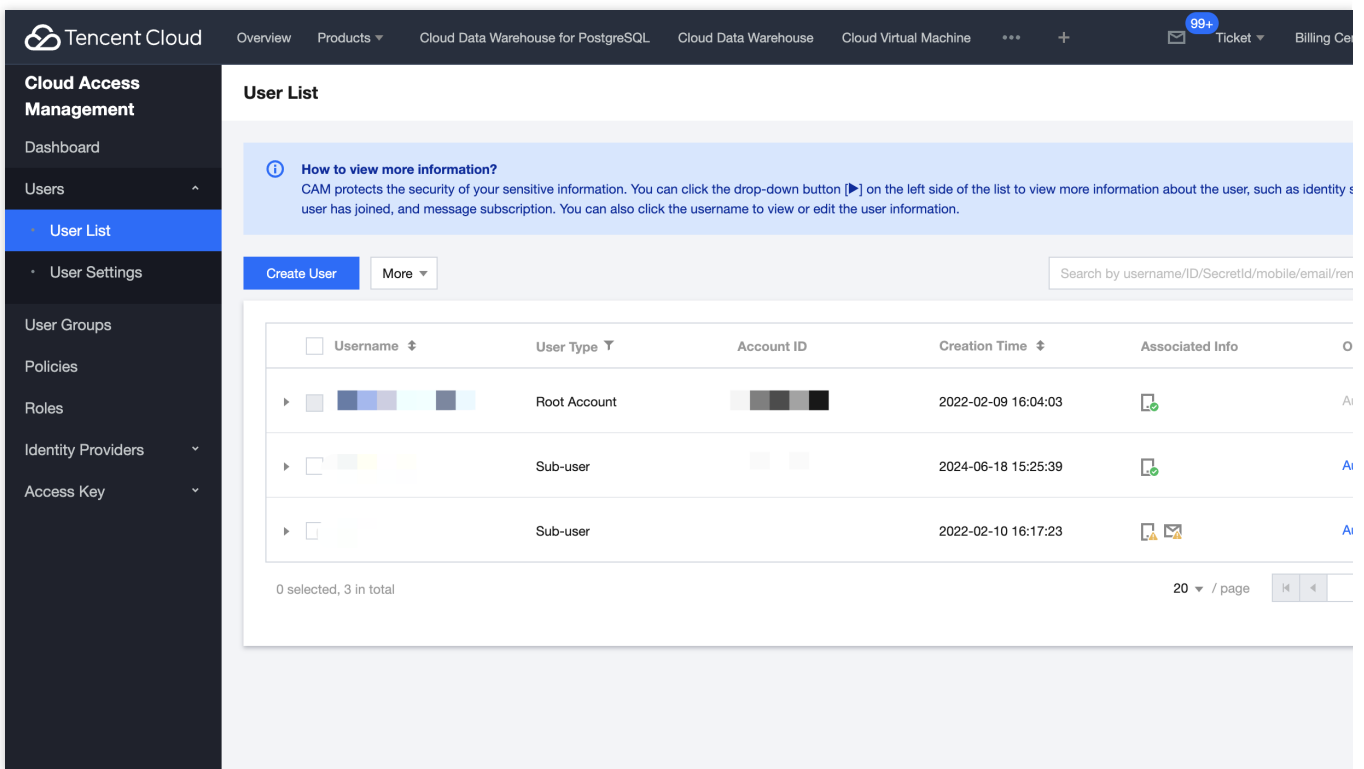 Tencent Cloud
Overview
Products
Cloud Data Warehouse for PostgreSQL
Cloud Data Warehouse
Cloud Virtual Machine
99+
Ticket
Billing Cer
Cloud Access
Management
Dashboard
Users
User List
User Settings
User Groups
Policies
Roles
Identity Providers
Access Key
User List
How to view more information?
CAM protects the security of your sensitive information. You can click the drop-down button [▶] on the left side of the list to view more information about the user, such as identity s
user has joined, and message subscription. You can also click the username to view or edit the user information.
Create User
More
Search by username/ID/SecretId/mobile/email/ren
Username
User Type
Account ID
Creation Time
Associated Info
O
Root Account
2022-02-09 16:04:03
Au
Sub-user
2024-06-18 15:25:39
Au
Sub-user
2022-02-10 16:17:23
Au
0 selected, 3 in total
20
/ page